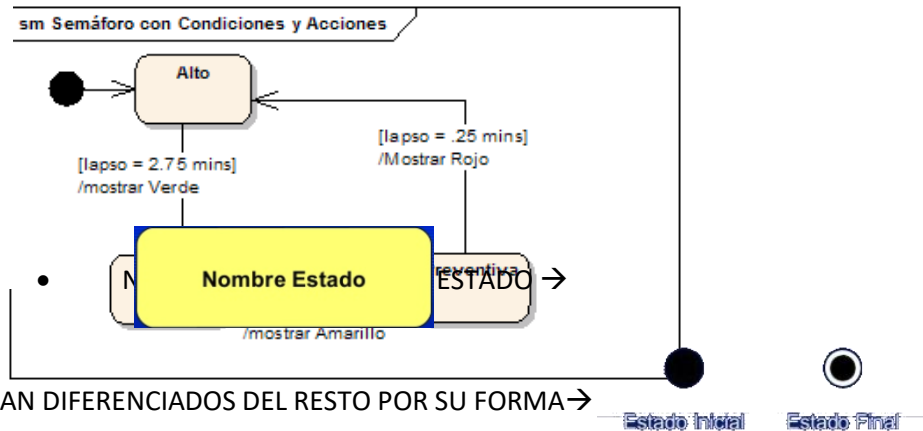 sm Semáforo con Condiciones y Acciones
Alto
[lapso = .25 mins]
/Mostrar Rojo
[lapso = 2.75 mins]
/mostrar Verde
• N Nombre Estado ESTADO →
/mostrar Amarillo
AN DIFERENCIADOS DEL RESTO POR SU FORMA→
Estado Inicial Estado Final